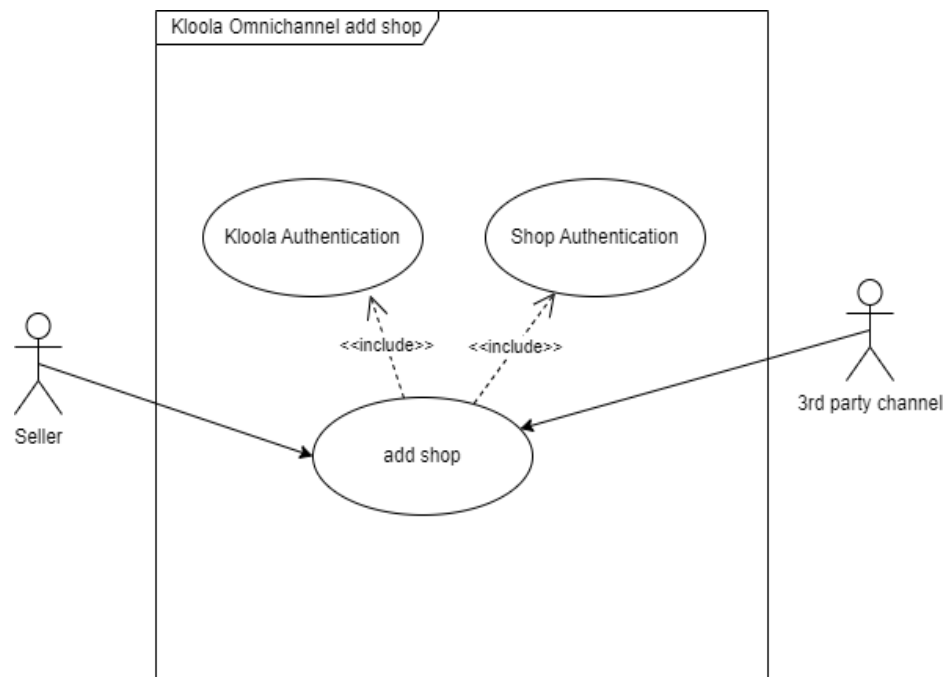 Kloola Omnichannel add shop
Kloola Authentication
Shop Authentication
<<include>>
<<include>>
Seller
3rd party channel
add shop